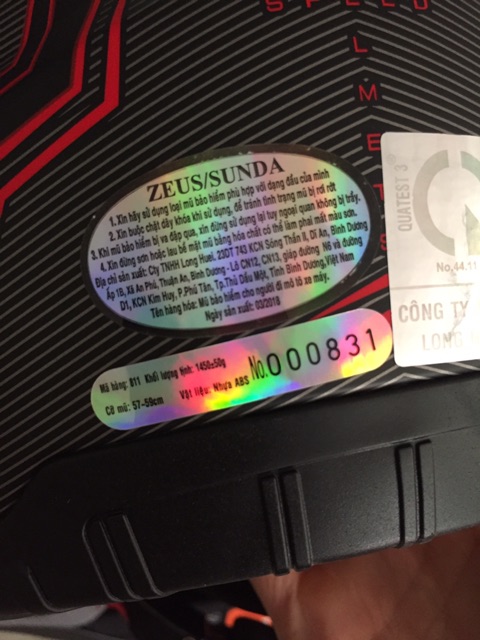 SPEED
L
M
E
T
S
ZEUS/SUNDA
1. Xin hãy sử dụng loại mũ bảo hiểm phù hợp với dạng đầu của mình
2. Xin buộc chặt dây khóa khi sử dụng, để tránh tình trạng mũ bị rơi rớt
3. Khi mũ bảo hiểm bị va đập qua, xin đừng sử dụng lại tuy ngoại quan không bị trầy.
4. Xin đừng sơn hoặc lau bề mặt mũ bằng hóa chất có thể làm phai mất màu sơn.
Địa chỉ sản xuất: Cty TNHH Long Huei, 23DT 743 KCN Sóng Thần II, Dĩ An, Bình Dương
Ấp 1B, Xã An Phú, Thuận An, Bình Dương - Lô CN12, CN13, giáp đường N6 và đường
D1, KCN Kim Huy, P Phú Tân, Tp.Thủ Dầu Một, Tỉnh Bình Dương, Việt Nam
Tên hàng hóa: Mũ bảo hiểm cho người đi mô tô xe máy.
Ngày sản xuất: 03/2018
Mã hàng: 811 Khối lượng tịnh: 1450±50g
Cỡ mũ: 57~59cm Vật liệu: Nhựa ABS
No.000831
QUATEST 3
No.44.11
CÔNG TY
LONG